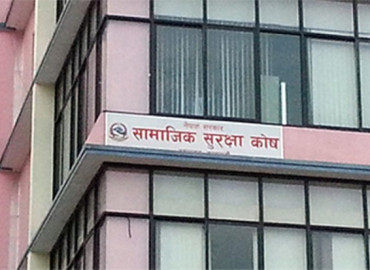 नेपाल सरकार
सामाजिक सुरक्षा कोष